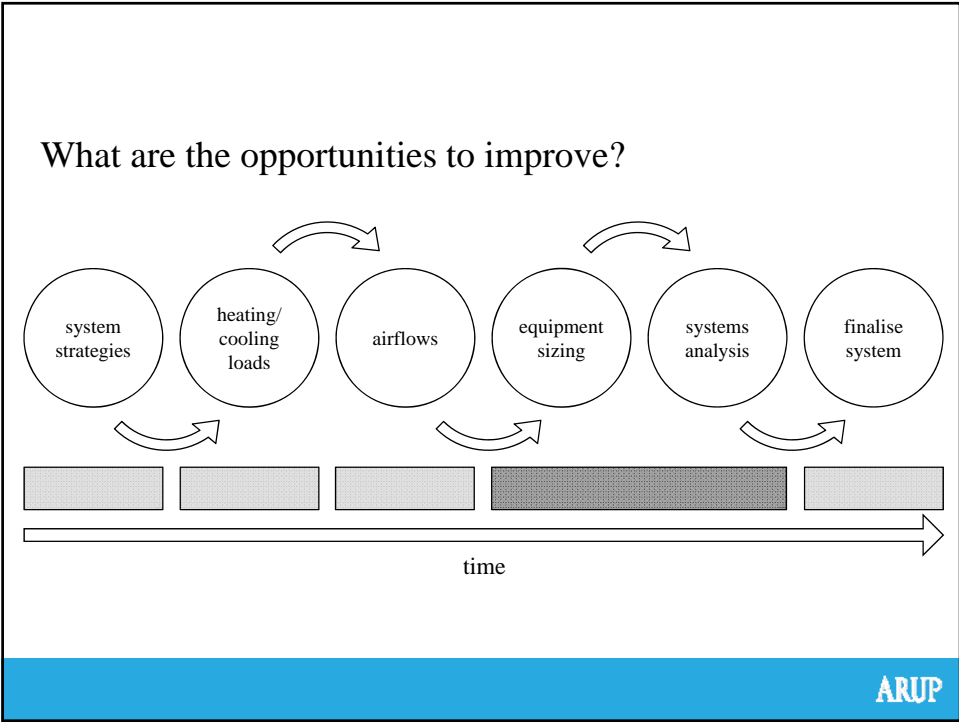 What are the opportunities to improve?
system
strategies
heating/
cooling
loads
airflows
equipment
sizing
systems
analysis
finalise
system
time
ARUP